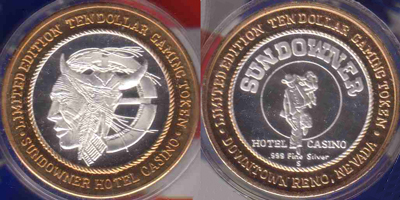 LIMITED EDITION TEN DOLLAR GAMING TOKEN
• SUNDOWNER HOTEL CASINO •
LIMITED EDITION TEN DOLLAR GAMING TOKEN
SUNDOWNER
HOTEL CASINO
.999 Fine Silver
S
• DOWNTOWN RENO, NEVADA •